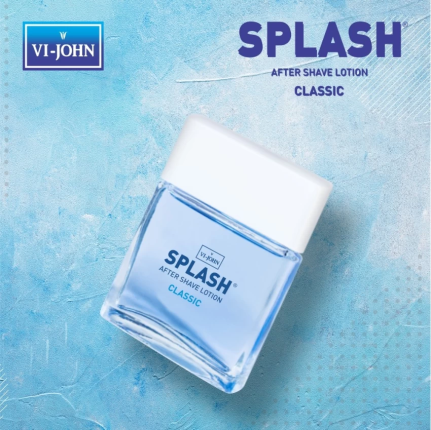 VI-JOHN
SPLASH®
AFTER SHAVE LOTION
CLASSIC
VI-JOHN
SPLASH®
AFTER SHAVE LOTION
CLASSIC